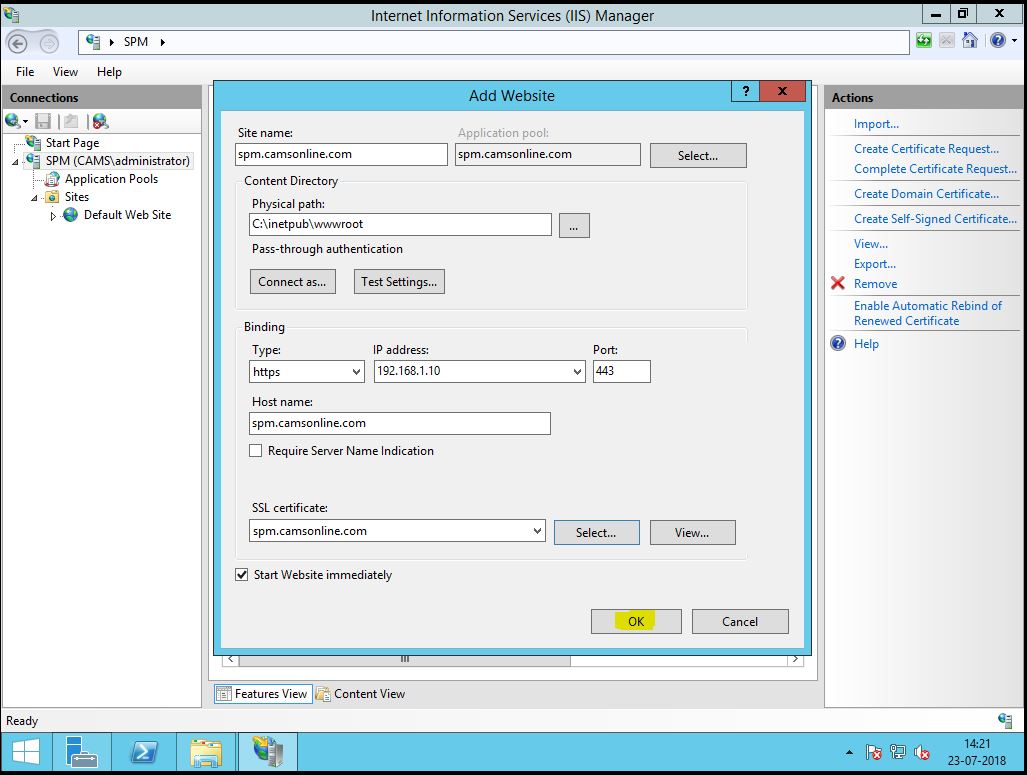 Internet Information Services (IIS) Manager
SPM
File View Help
Connections
Start Page
SPM (CAMS\administrator)
Application Pools
Sites
Default Web Site
Add Website
?
Site name:
Application pool:
spm.camsonline.com
spm.camsonline.com
Select...
Content Directory
Physical path:
C:\inetpub\wwwroot
...
Pass-through authentication
Connect as...
Test Settings...
Binding
Type:
IP address:
Port:
https
192.168.1.10
443
Host name:
spm.camsonline.com
Require Server Name Indication
SSL certificate:
spm.camsonline.com
Select...
View...
Start Website immediately
OK
Cancel
Features View
Content View
Actions
Import...
Create Certificate Request...
Complete Certificate Request...
Create Domain Certificate...
Create Self-Signed Certificate...
View...
Export...
Remove
Enable Automatic Rebind of
Renewed Certificate
Help
Ready
14:21
23-07-2018